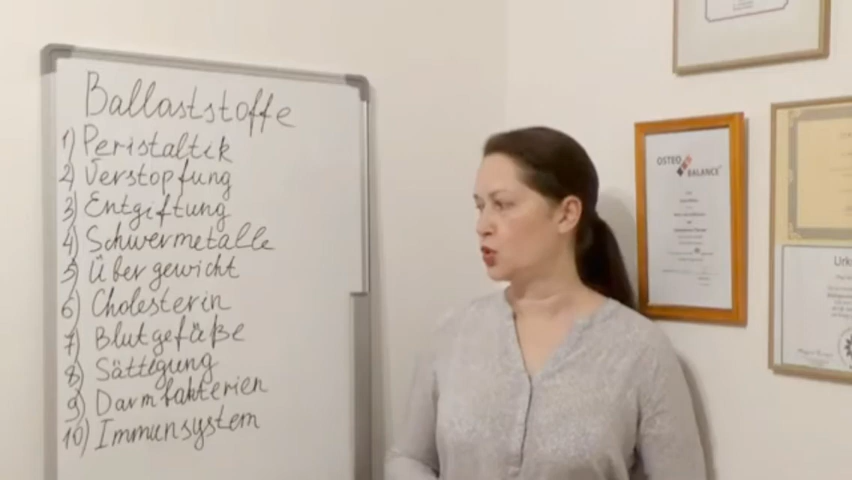 Ballaststoffe
1) Peristaltik
2) Verstopfung
3) Entgiftung
4) Schwermetalle
5) Übergewicht
6) Cholesterin
7) Blutgefäße
8) Sättigung
9) Darmbakterien
10) Immunsystem
OSTEO
BALANCE